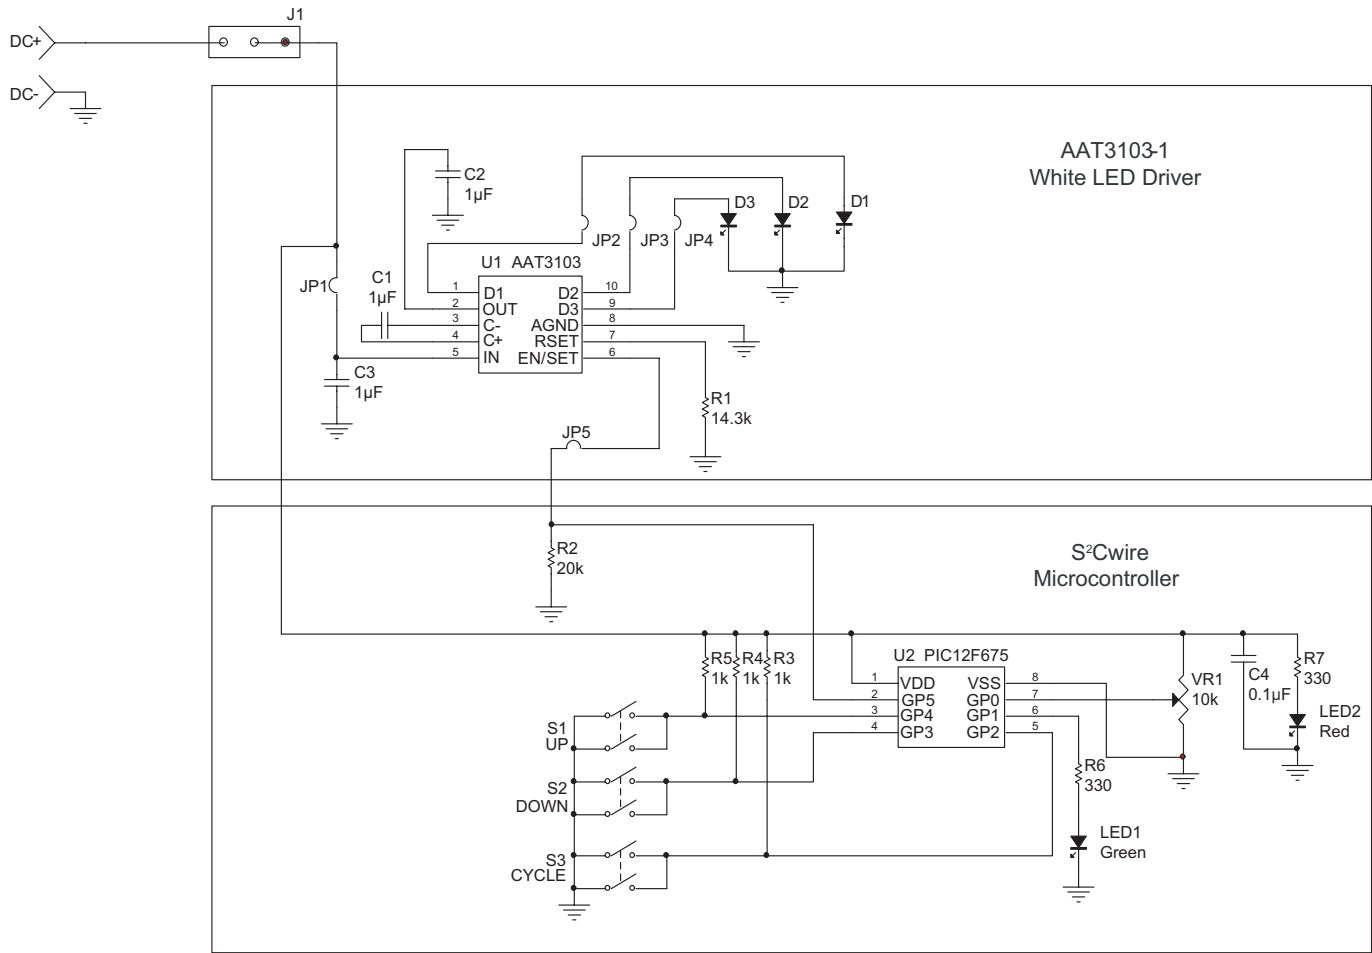 J1
DC+
DC-
AAT3103-1
White LED Driver
C2
1µF
D3
D2
D1
JP2
JP3
JP4
U1 AAT3103
JP1
C1
1µF
1
D1
D2
10
2
OUT
D3
9
3
C-
AGND
8
4
C+
RSET
7
5
IN
EN/SET
6
C3
1µF
R1
14.3k
JP5
R2
20k
S²Cwire
Microcontroller
R5
1k
R4
1k
R3
1k
U2 PIC12F675
1
VDD
VSS
8
2
GP5
GP0
7
3
GP4
GP1
6
4
GP3
GP2
5
VR1
10k
C4
0.1µF
R7
330
LED2
Red
S1
UP
S2
DOWN
S3
CYCLE
R6
330
LED1
Green